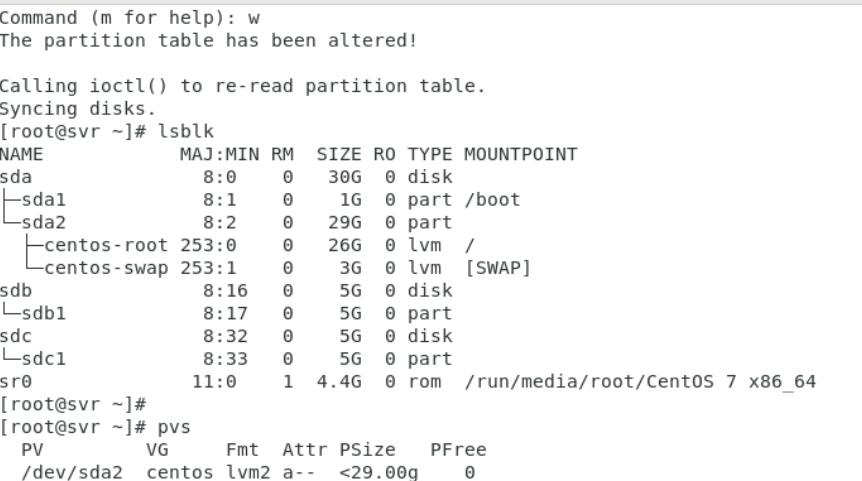 Command (m for help): w
The partition table has been altered!
Calling ioctl() to re-read partition table.
Syncing disks.
[root@svr ~]# lsblk
NAME            MAJ:MIN RM  SIZE RO TYPE MOUNTPOINT
sda               8:0    0   30G  0 disk
├─sda1            8:1    0    1G  0 part /boot
└─sda2            8:2    0   29G  0 part
  ├─centos-root 253:0    0   26G  0 lvm  /
  └─centos-swap 253:1    0    3G  0 lvm  [SWAP]
sdb               8:16   0    5G  0 disk
└─sdb1            8:17   0    5G  0 part
sdc               8:32   0    5G  0 disk
└─sdc1            8:33   0    5G  0 part
sr0              11:0    1  4.4G  0 rom  /run/media/root/CentOS 7 x86_64
[root@svr ~]#
[root@svr ~]# pvs
  PV         VG     Fmt  Attr PSize   PFree
  /dev/sda2  centos lvm2 a--  <29.00g    0